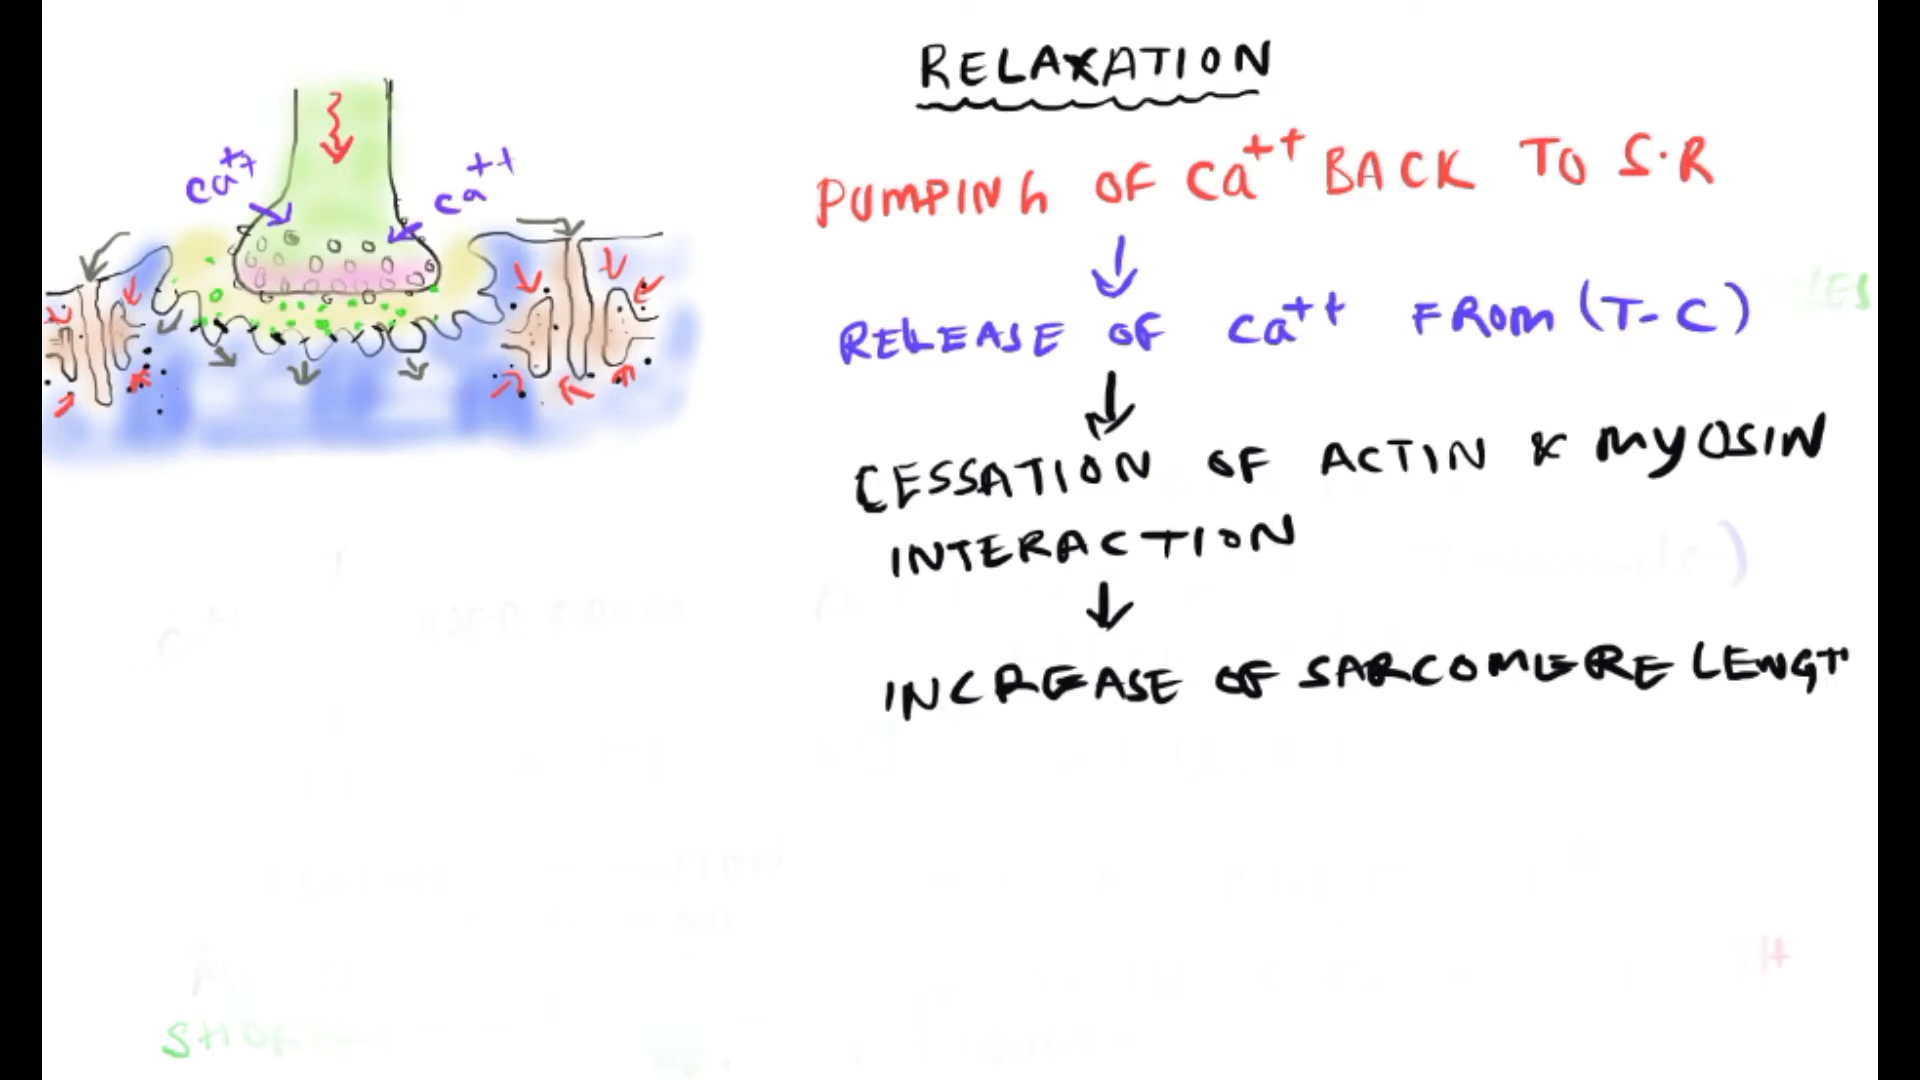 RELAXATION
Ca++
Ca++
PUMPING OF Ca++ BACK TO S.R
RELEASE OF Ca++ FROM (T-C)
CESSATION OF ACTIN & MYOSIN
INTERACTION
INCREASE OF SARCOMERE LENGT